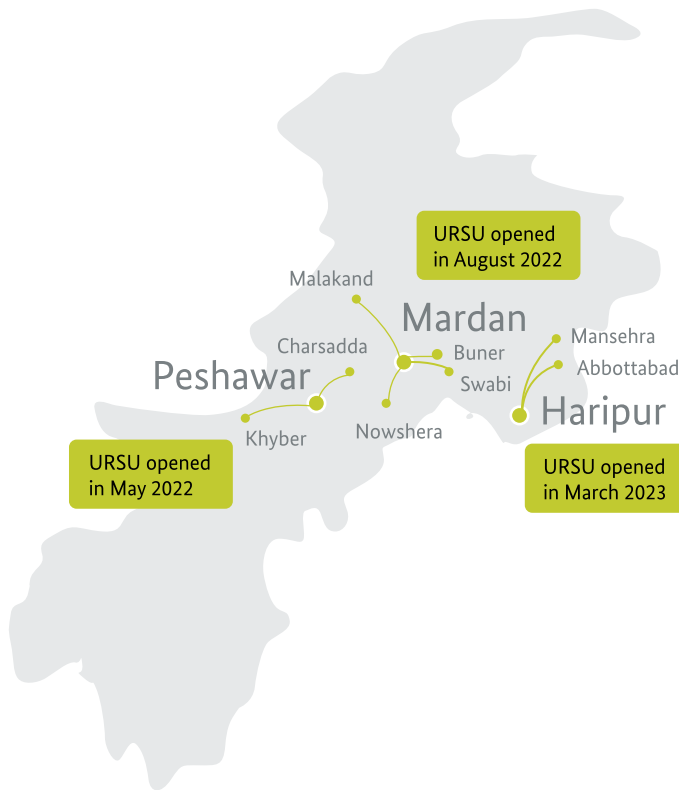 URSU opened
in August 2022
Malakand
Mardan
Charsadda
Buner
Mansehra
Abbottabad
Peshawar
Swabi
Haripur
Khyber
Nowshera
URSU opened
in May 2022
URSU opened
in March 2023